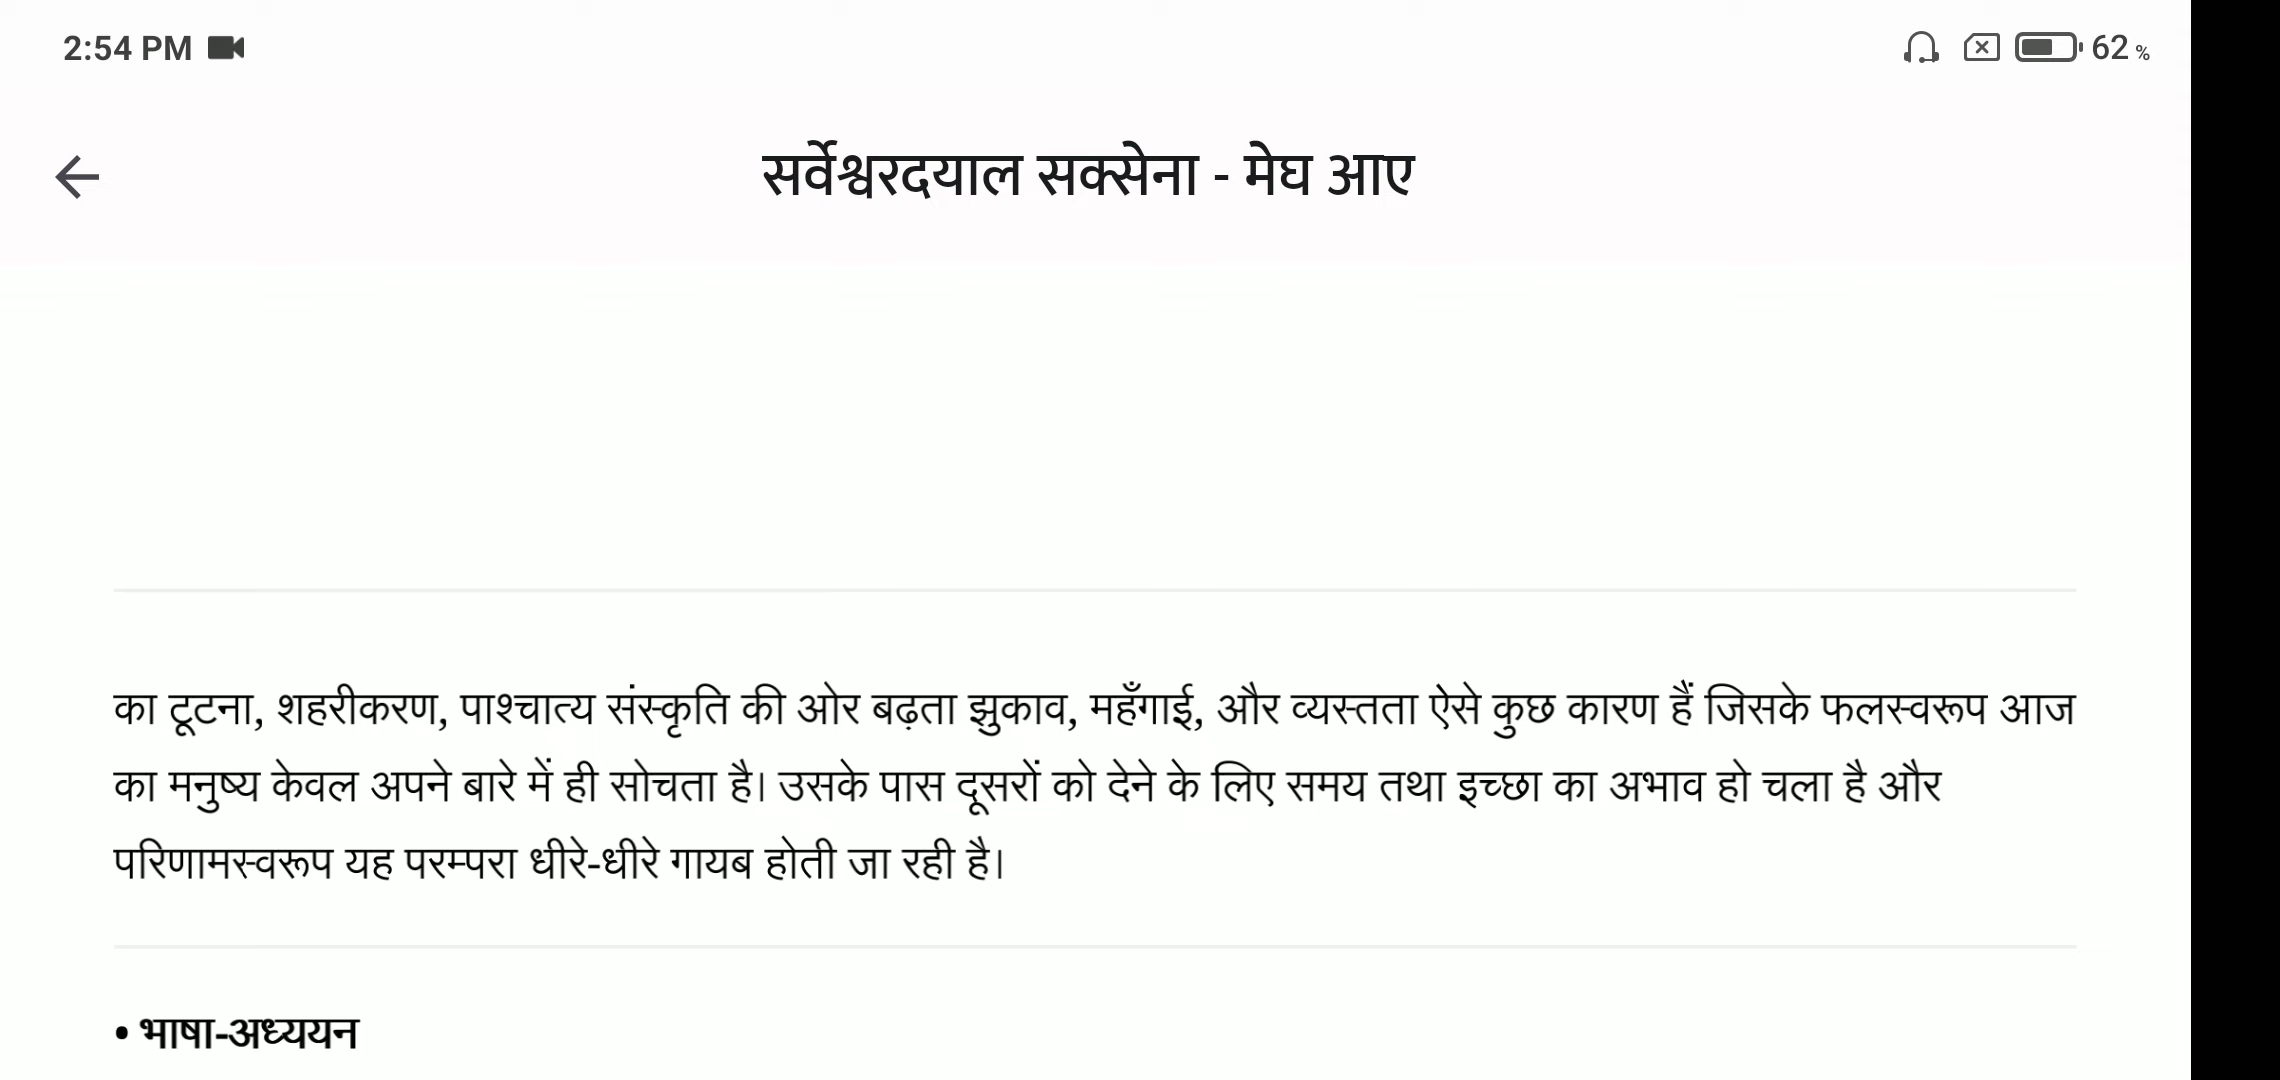 2:54 PM
62 %
सर्वेश्वरदयाल सक्सेना - मेघ आए
का टूटना, शहरीकरण, पाश्चात्य संस्कृति की ओर बढ़ता झुकाव, महँगाई, और व्यस्तता ऐसे कुछ कारण हैं जिसके फलस्वरूप आज
का मनुष्य केवल अपने बारे में ही सोचता है। उसके पास दूसरों को देने के लिए समय तथा इच्छा का अभाव हो चला है और
परिणामस्वरूप यह परम्परा धीरे-धीरे गायब होती जा रही है।
• भाषा-अध्ययन